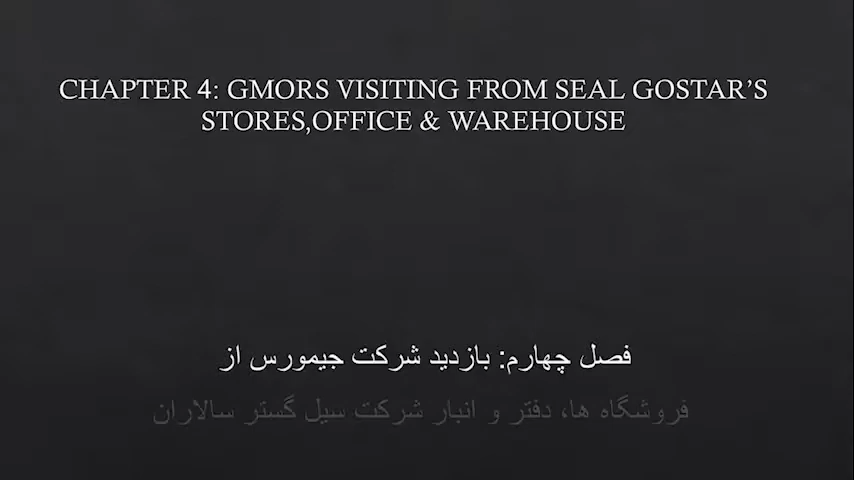 CHAPTER 4: GMORS VISITING FROM SEAL GOSTAR’S
STORES,OFFICE & WAREHOUSE
فصل چهارم: بازدید شرکت جیمورس از
فروشگاه ها، دفتر و انبار شرکت سیل گستر سالاران